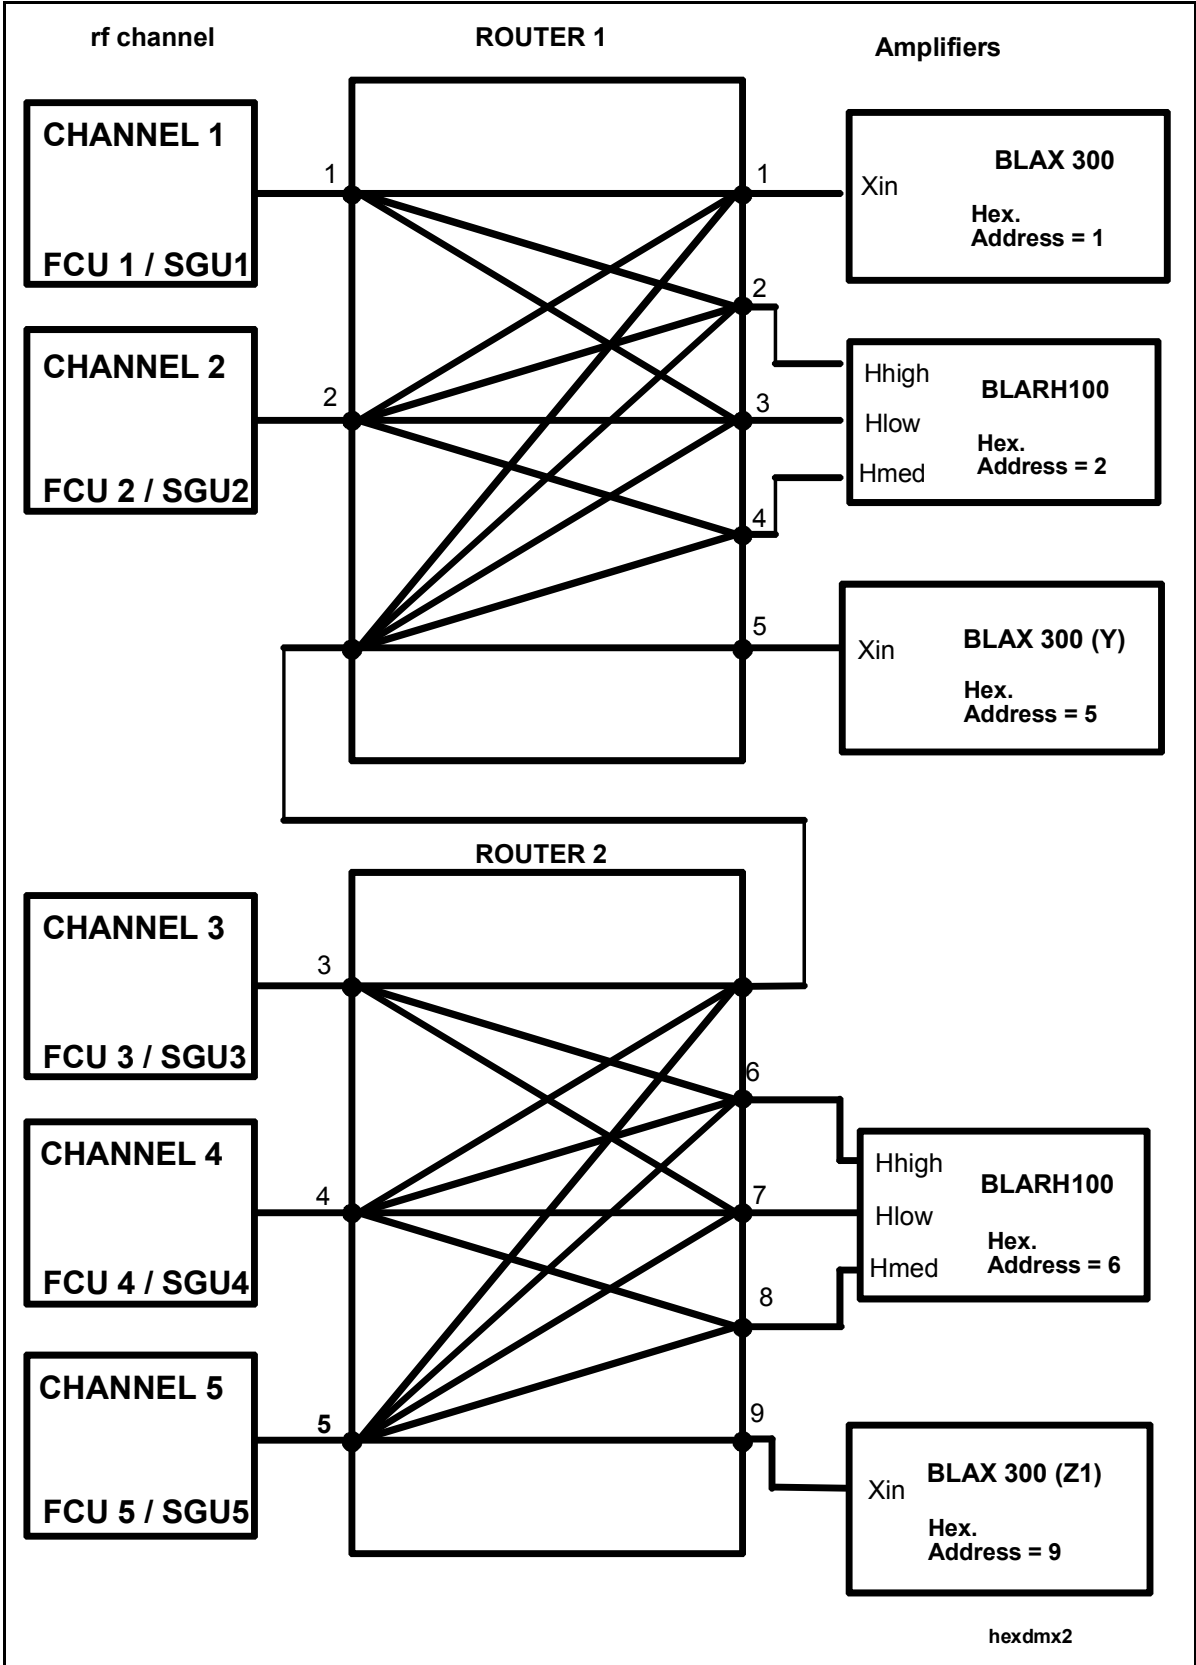 rf channel
ROUTER 1
Amplifiers
CHANNEL 1
FCU 1 / SGU1
1
1
Xin
BLAX 300
Hex.
Address = 1
CHANNEL 2
FCU 2 / SGU2
2
2
3
4
Hhigh
Hlow
Hmed
BLARH100
Hex.
Address = 2
5
Xin
BLAX 300 (Y)
Hex.
Address = 5
ROUTER 2
CHANNEL 3
FCU 3 / SGU3
3
6
CHANNEL 4
FCU 4 / SGU4
4
7
8
Hhigh
Hlow
Hmed
BLARH100
Hex.
Address = 6
CHANNEL 5
FCU 5 / SGU5
5
9
Xin
BLAX 300 (Z1)
Hex.
Address = 9
hexdmx2